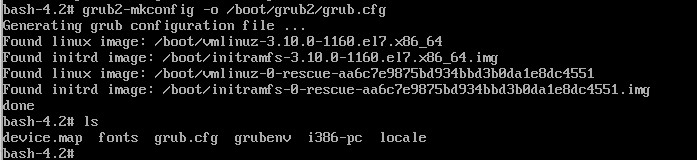 bash-4.2# grub2-mkconfig -o /boot/grub2/grub.cfg
Generating grub configuration file ...
Found linux image: /boot/vmlinuz-3.10.0-1160.el7.x86_64
Found initrd image: /boot/initramfs-3.10.0-1160.el7.x86_64.img
Found linux image: /boot/vmlinuz-0-rescue-aa6c7e9875bd934bbd3b0da1e8dc4551
Found initrd image: /boot/initramfs-0-rescue-aa6c7e9875bd934bbd3b0da1e8dc4551.img
done
bash-4.2# ls
device.map  fonts  grub.cfg  grubenv  i386-pc  locale
bash-4.2#